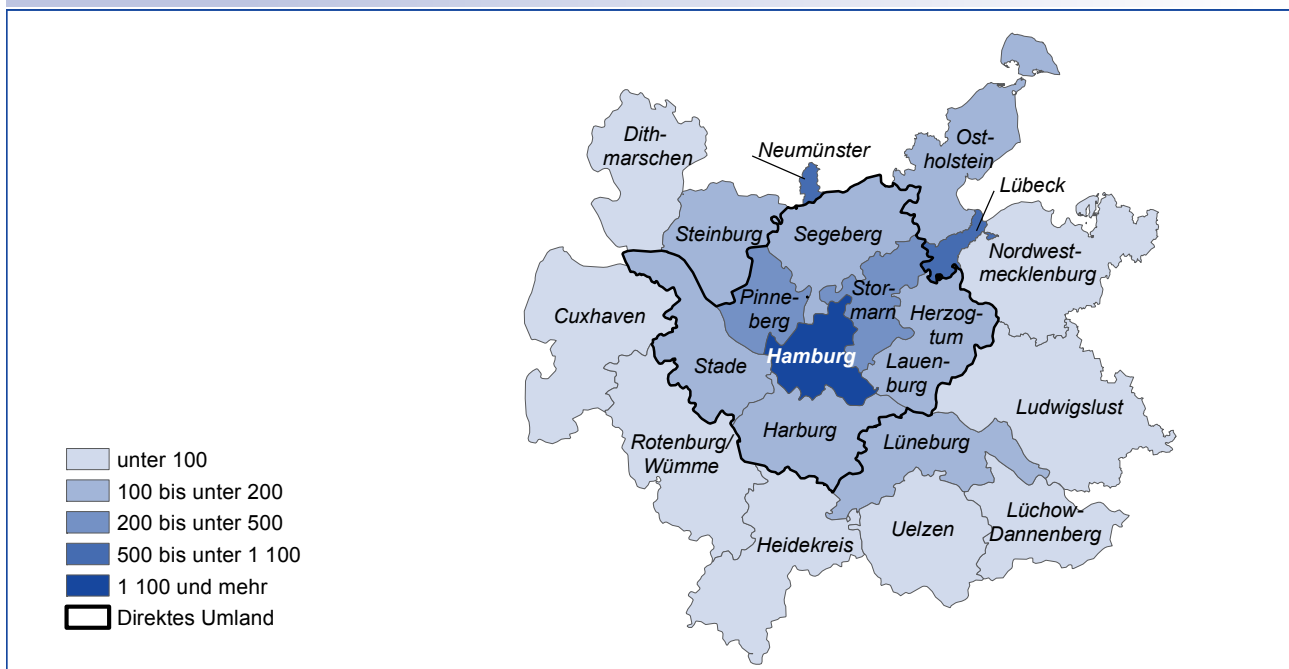 Dith-
marschen
Neumünster
Ost-
holstein
Lübeck
Steinburg
Segeberg
Nordwest-
mecklenburg
Pinne-
berg
Stor-
marn
Cuxhaven
Herzog-
tum
Lauen-
burg
Hamburg
Stade
Ludwigslust
Harburg
Lüneburg
Rotenburg/
Wümme
Lüchow-
Dannenberg
Uelzen
Heidekreis
unter 100
100 bis unter 200
200 bis unter 500
500 bis unter 1 100
1 100 und mehr
Direktes Umland